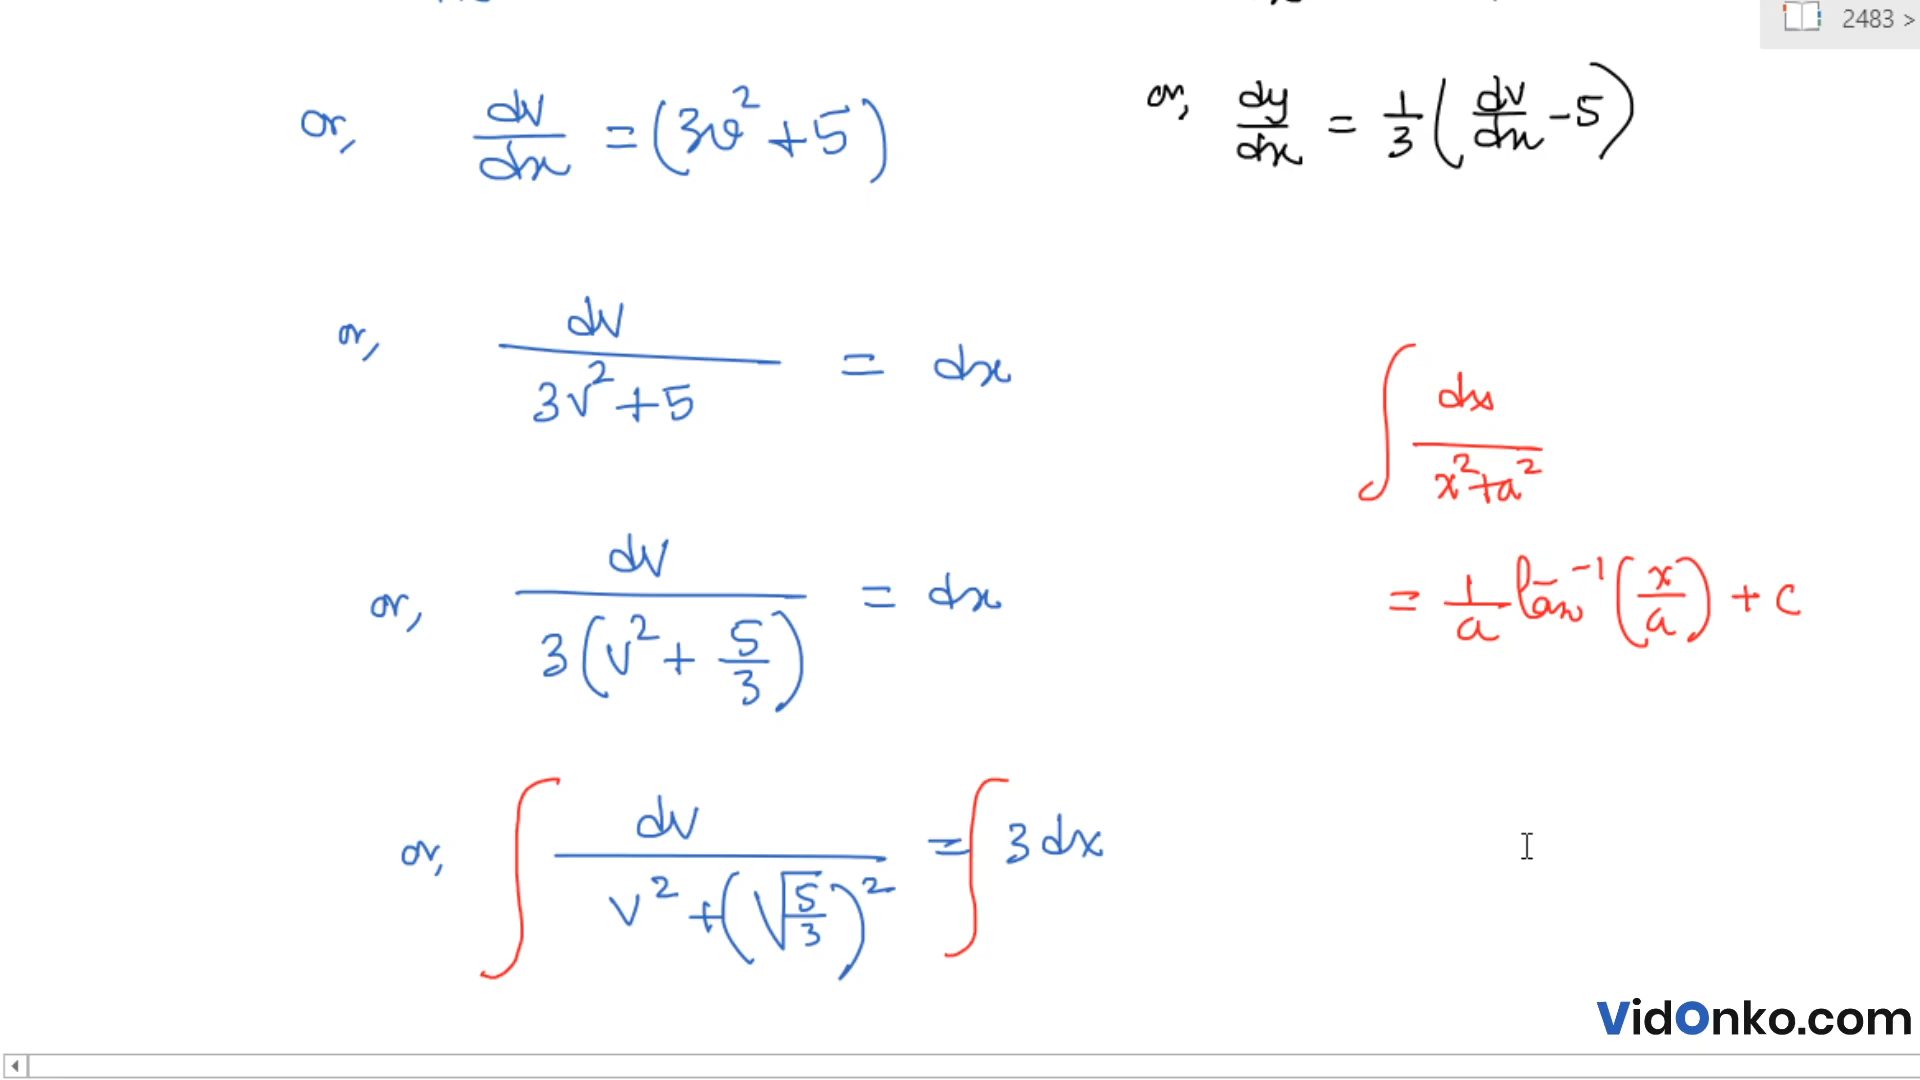 2483 >
or, dv/dx = (3v² + 5)
or, dy/dx = 1/3 (dv/dx - 5)
or, dv/(3v² + 5) = dx
∫ dx/(x² + a²)
= 1/a tan⁻¹(x/a) + c
or, dv/(3(v² + 5/3)) = dx
or, ∫ dv/(v² + (√(5/3))²) = ∫ 3 dx
VidOnko.com